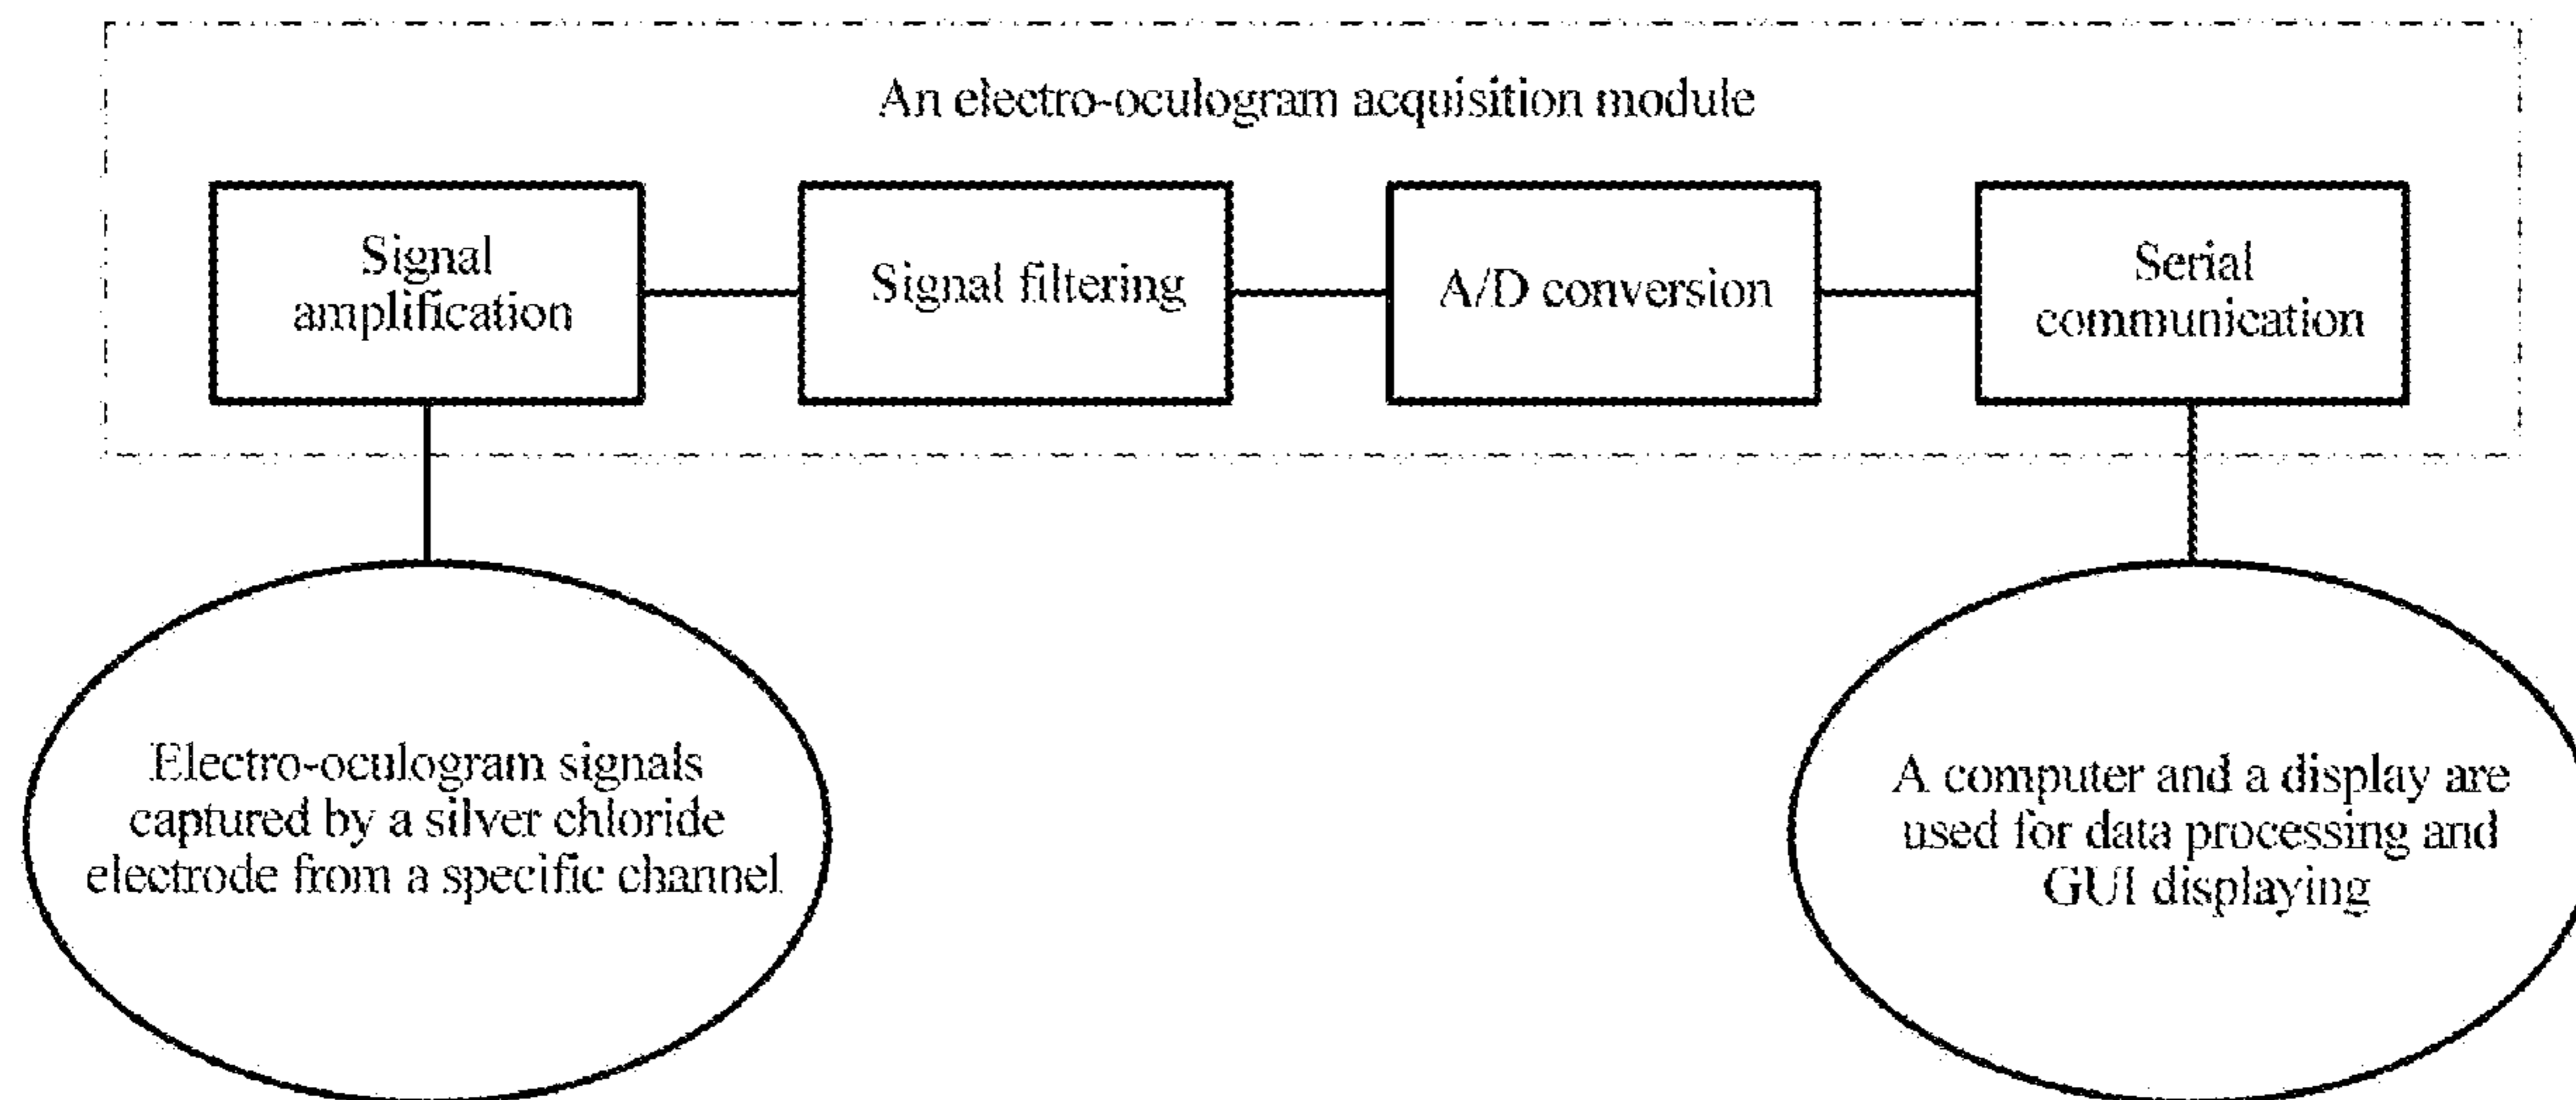 An electro-oculogram acquisition module
Signal
amplification
Signal filtering
A/D conversion
Serial
communication
Electro-oculogram signals
captured by a silver chloride
electrode from a specific channel
A computer and a display are
used for data processing and
GUI displaying